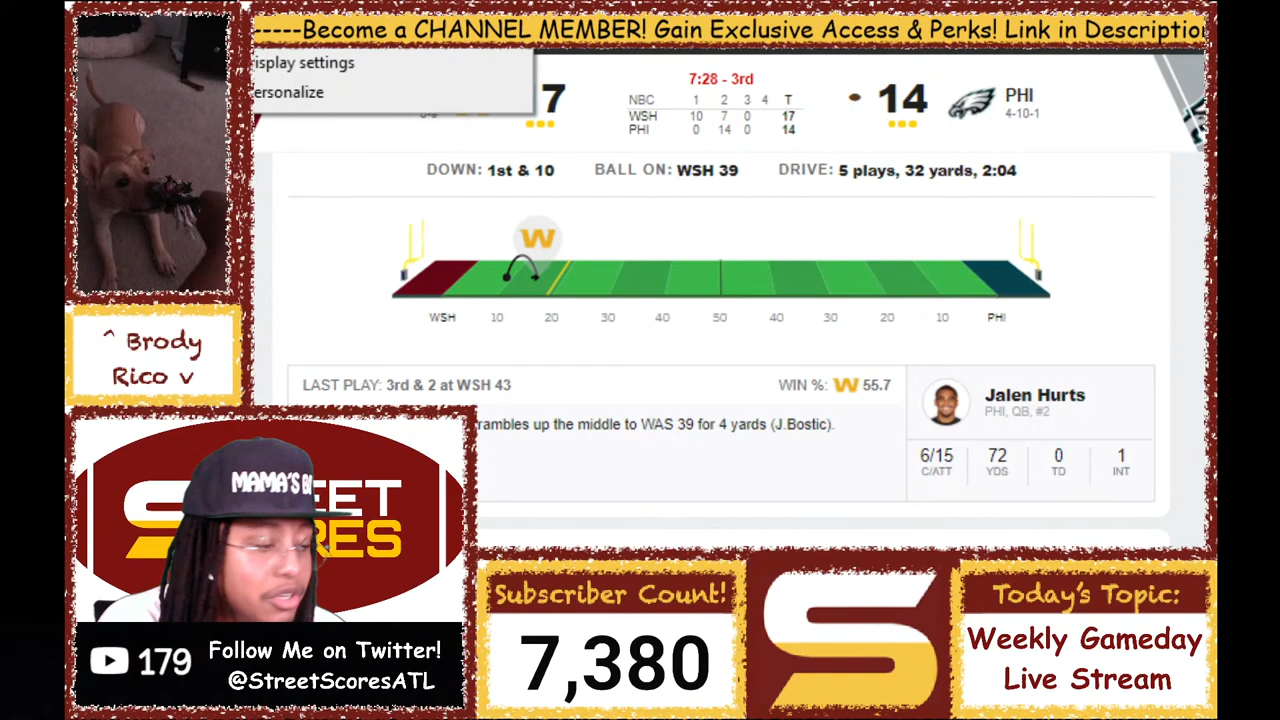 -----Become a CHANNEL MEMBER! Gain Exclusive Access & Perks! Link in Description
isplay settings
ersonalize
7
7:28 - 3rd
NBC 1 2 3 4 T
WSH 10 7 0 17
PHI 0 14 0 14
14
PHI
4-10-1
DOWN: 1st & 10 BALL ON: WSH 39 DRIVE: 5 plays, 32 yards, 2:04
W
WSH 10 20 30 40 50 40 30 20 10 PHI
^ Brody
Rico v
LAST PLAY: 3rd & 2 at WSH 43 WIN %: W 55.7
rambles up the middle to WAS 39 for 4 yards (J.Bostic).
Jalen Hurts
PHI, QB, #2
6/15 72 0 1
C/ATT YDS TD INT
MAMA'S BO
EET
RES
179
Follow Me on Twitter!
@StreetScoresATL
Subscriber Count!
7,380
S
Today's Topic:
Weekly Gameday
Live Stream